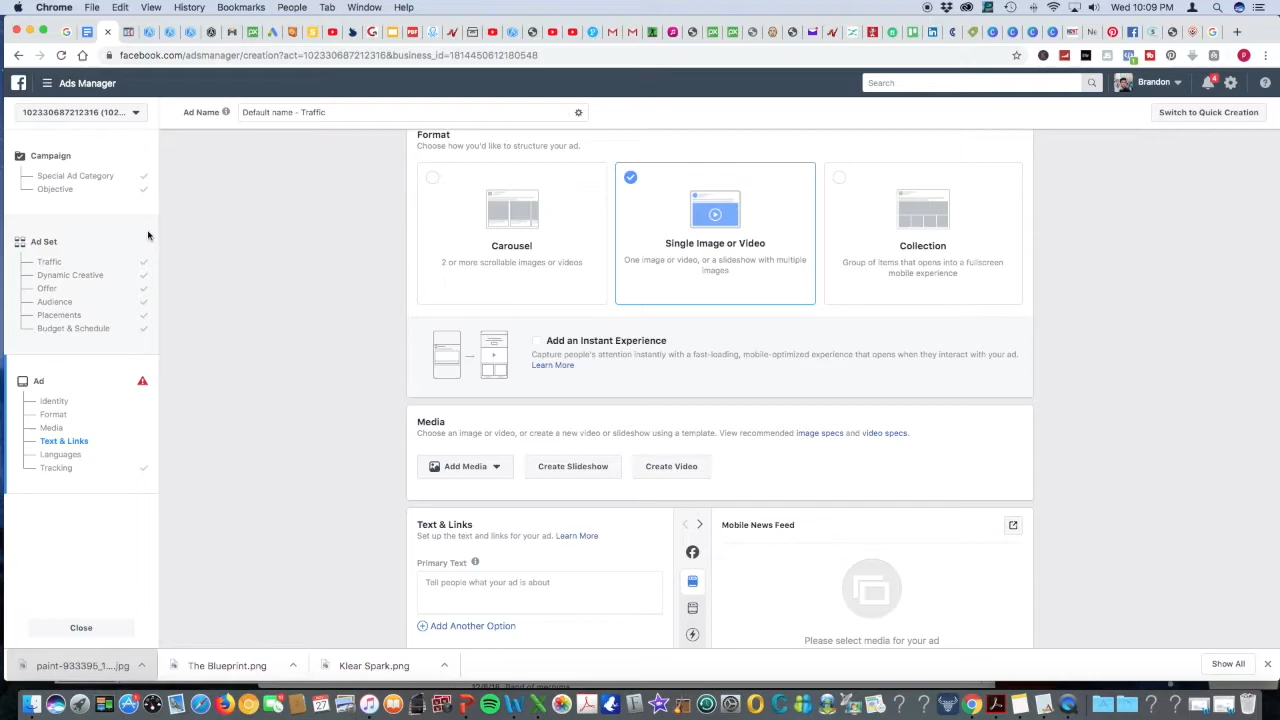 Chrome File Edit View History Bookmarks People Tab Window Help
Wed 10:09 PM
facebook.com/adsmanager/creation?act=102330687212316&business_id=1814450612180548
Ads Manager
Search
Brandon
4
102330687212316 (102...
Ad Name
Default name - Traffic
Switch to Quick Creation
Campaign
Special Ad Category
Objective
Ad Set
Traffic
Dynamic Creative
Offer
Audience
Placements
Budget & Schedule
Ad
Identity
Format
Media
Text & Links
Languages
Tracking
Close
Format
Choose how you'd like to structure your ad.
Carousel
2 or more scrollable images or videos
Single Image or Video
One image or video, or a slideshow with multiple
images
Collection
Group of items that opens into a fullscreen
mobile experience
Add an Instant Experience
Capture people's attention instantly with a fast-loading, mobile-optimized experience that opens when they interact with your ad.
Learn More
Media
Choose an image or video, or create a new video or slideshow using a template. View recommended image specs and video specs.
Add Media
Create Slideshow
Create Video
Text & Links
Set up the text and links for your ad. Learn More
Primary Text
Tell people what your ad is about
Add Another Option
Mobile News Feed
Please select media for your ad
paint-933395_1....jpg
The Blueprint.png
Klear Spark.png
Show All